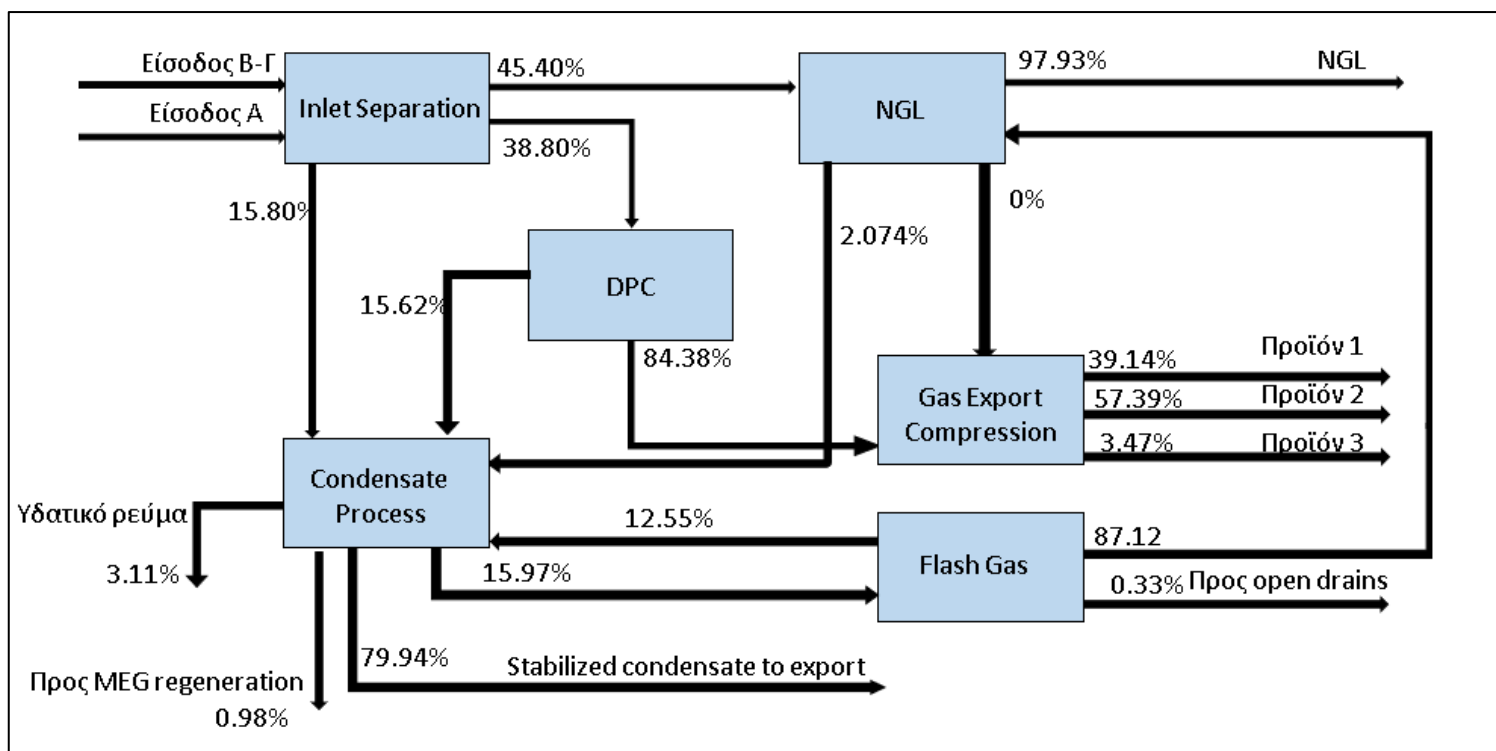 Είσοδος Β-Γ
45.40%
97.93%
NGL
Inlet Separation
NGL
Είσοδος Α
38.80%
15.80%
0%
2.074%
DPC
15.62%
84.38%
39.14%
Προϊόν 1
Gas Export
Compression
57.39%
Προϊόν 2
3.47%
Προϊόν 3
Condensate
Process
Υδατικό ρεύμα
12.55%
87.12
3.11%
15.97%
Flash Gas
0.33%
Προς open drains
79.94%
Stabilized condensate to export
Προς MEG regeneration
0.98%